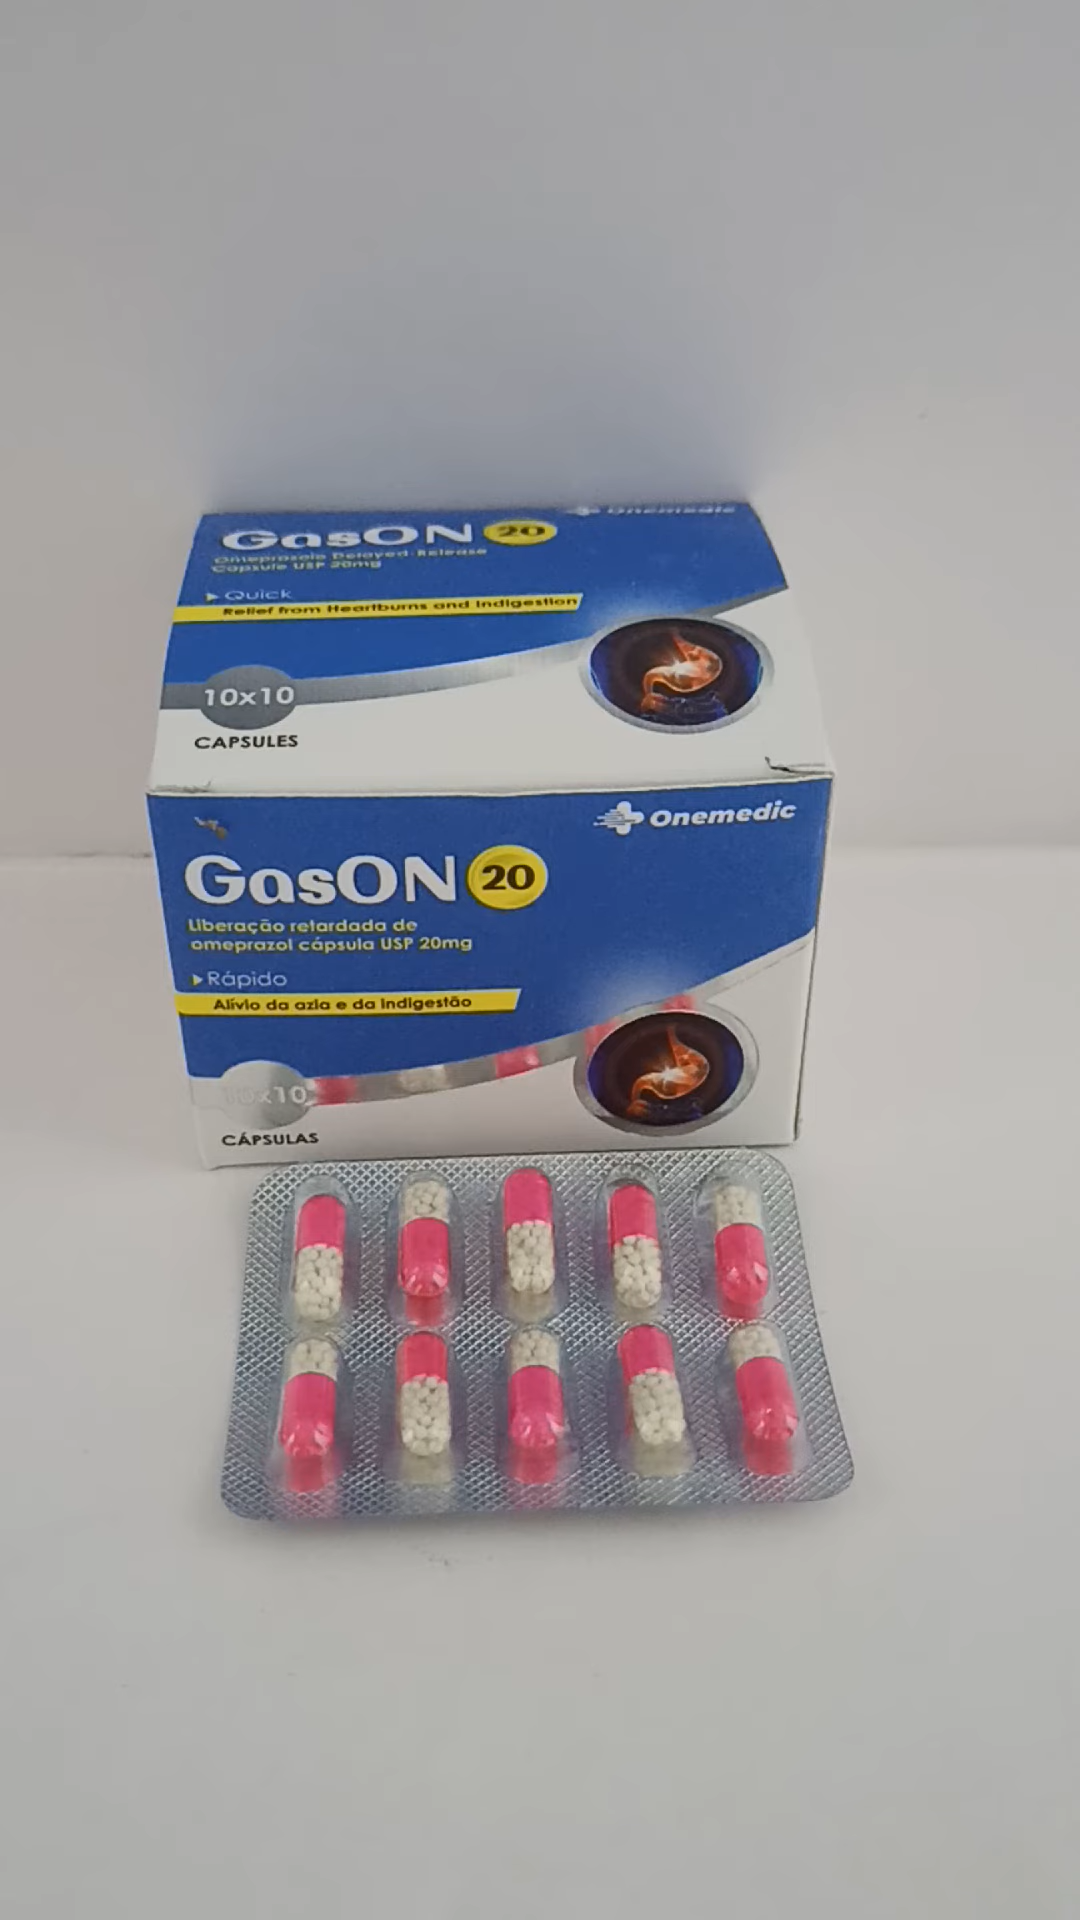 Onemedic
GasON 20
Omeprazole Delayed-Release
Capsule USP 20mg
Quick
Relief from Heartburns and Indigestion
10x10
CAPSULES
Onemedic
GasON 20
Liberação retardada de
omeprazol cápsula USP 20mg
Rápido
Alívio da azia e da indigestão
10x10
CÁPSULAS